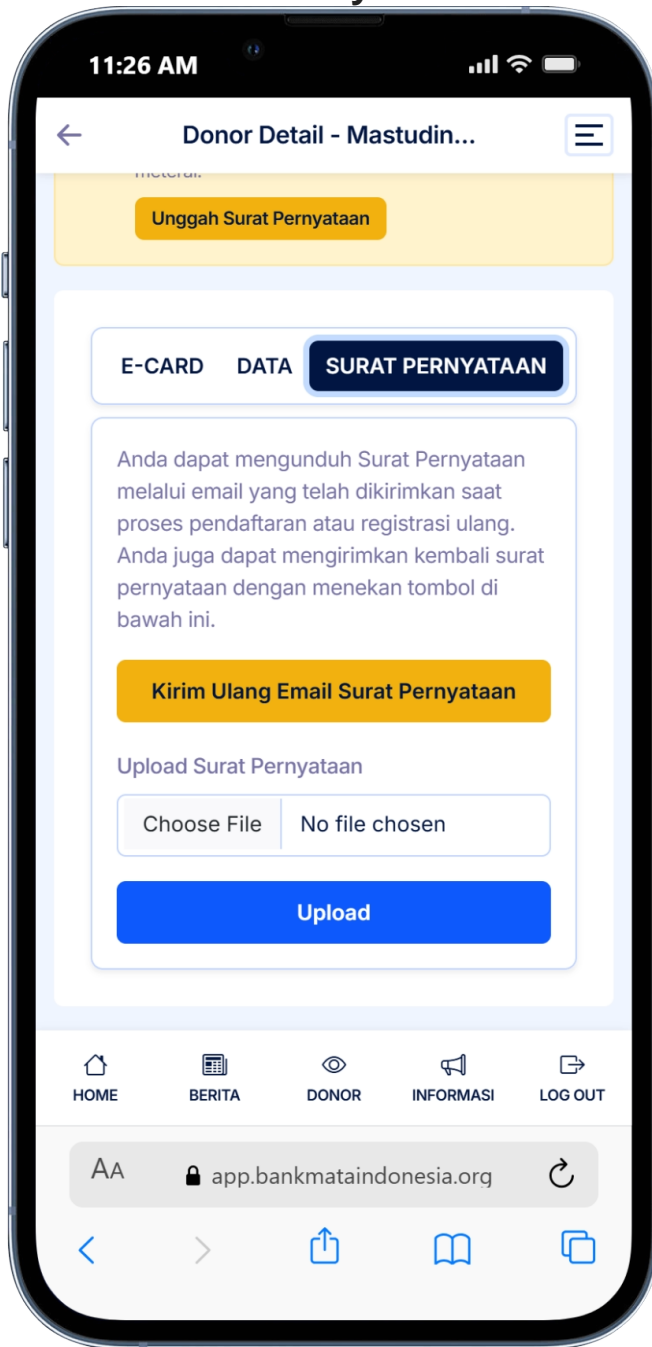 11:26 AM
Donor Detail - Mastudin...
meterai.
Unggah Surat Pernyataan
E-CARD DATA SURAT PERNYATAAN
Anda dapat mengunduh Surat Pernyataan
melalui email yang telah dikirimkan saat
proses pendaftaran atau registrasi ulang.
Anda juga dapat mengirimkan kembali surat
pernyataan dengan menekan tombol di
bawah ini.
Kirim Ulang Email Surat Pernyataan
Upload Surat Pernyataan
Choose File No file chosen
Upload
HOME BERITA DONOR INFORMASI LOG OUT
AA app.bankmataindonesia.org